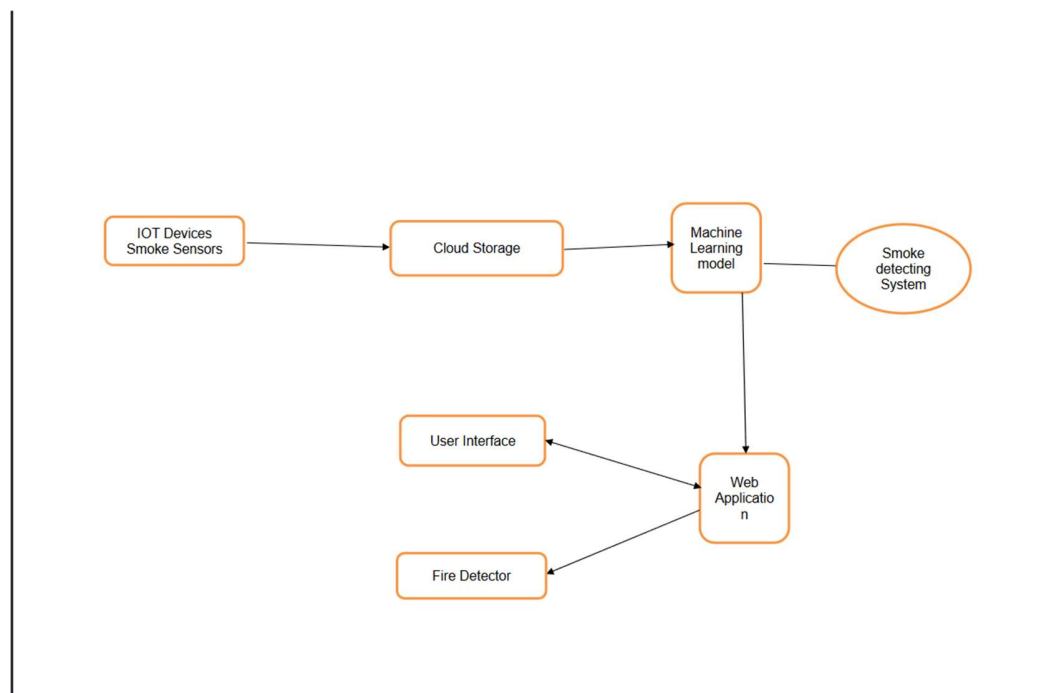 IOT Devices
Smoke Sensors
Cloud Storage
Machine
Learning
model
Smoke
detecting
System
User Interface
Web
Applicatio
n
Fire Detector